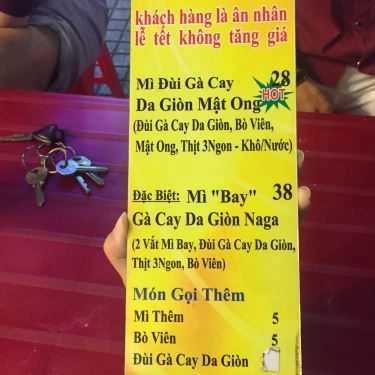 khách hàng là ân nhân
lễ tết không tăng giá
Mì Đùi Gà Cay 28
HOT
Da Giòn Mật Ong
(Đùi Gà Cay Da Giòn, Bò Viên,
Mật Ong, Thịt 3Ngon - Khô/Nước)
Đặc Biệt: Mì "Bay" 38
Gà Cay Da Giòn Naga
(2 Vắt Mì Bay, Đùi Gà Cay Da Giòn,
Thịt 3Ngon, Bò Viên)
Món Gọi Thêm
Mì Thêm 5
Bò Viên 5
Đùi Gà Cay Da Giòn